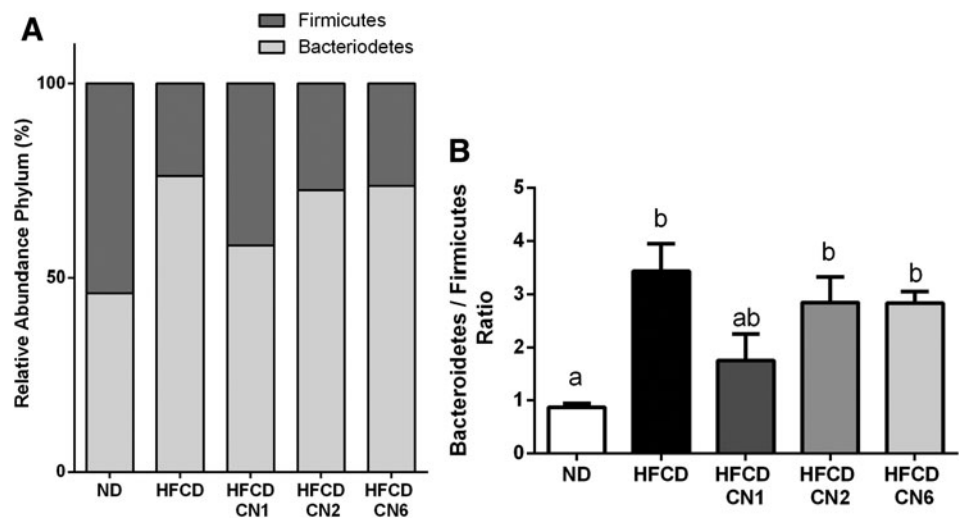 A
Firmicutes
Bacteriodetes
Relative Abundance Phylum (%)
100
50
0
ND
HFCD
HFCD CN1
HFCD CN2
HFCD CN6
B
Bacteroidetes / Firmicutes
Ratio
5
4
3
2
1
0
a
b
ab
b
b
ND
HFCD
HFCD CN1
HFCD CN2
HFCD CN6